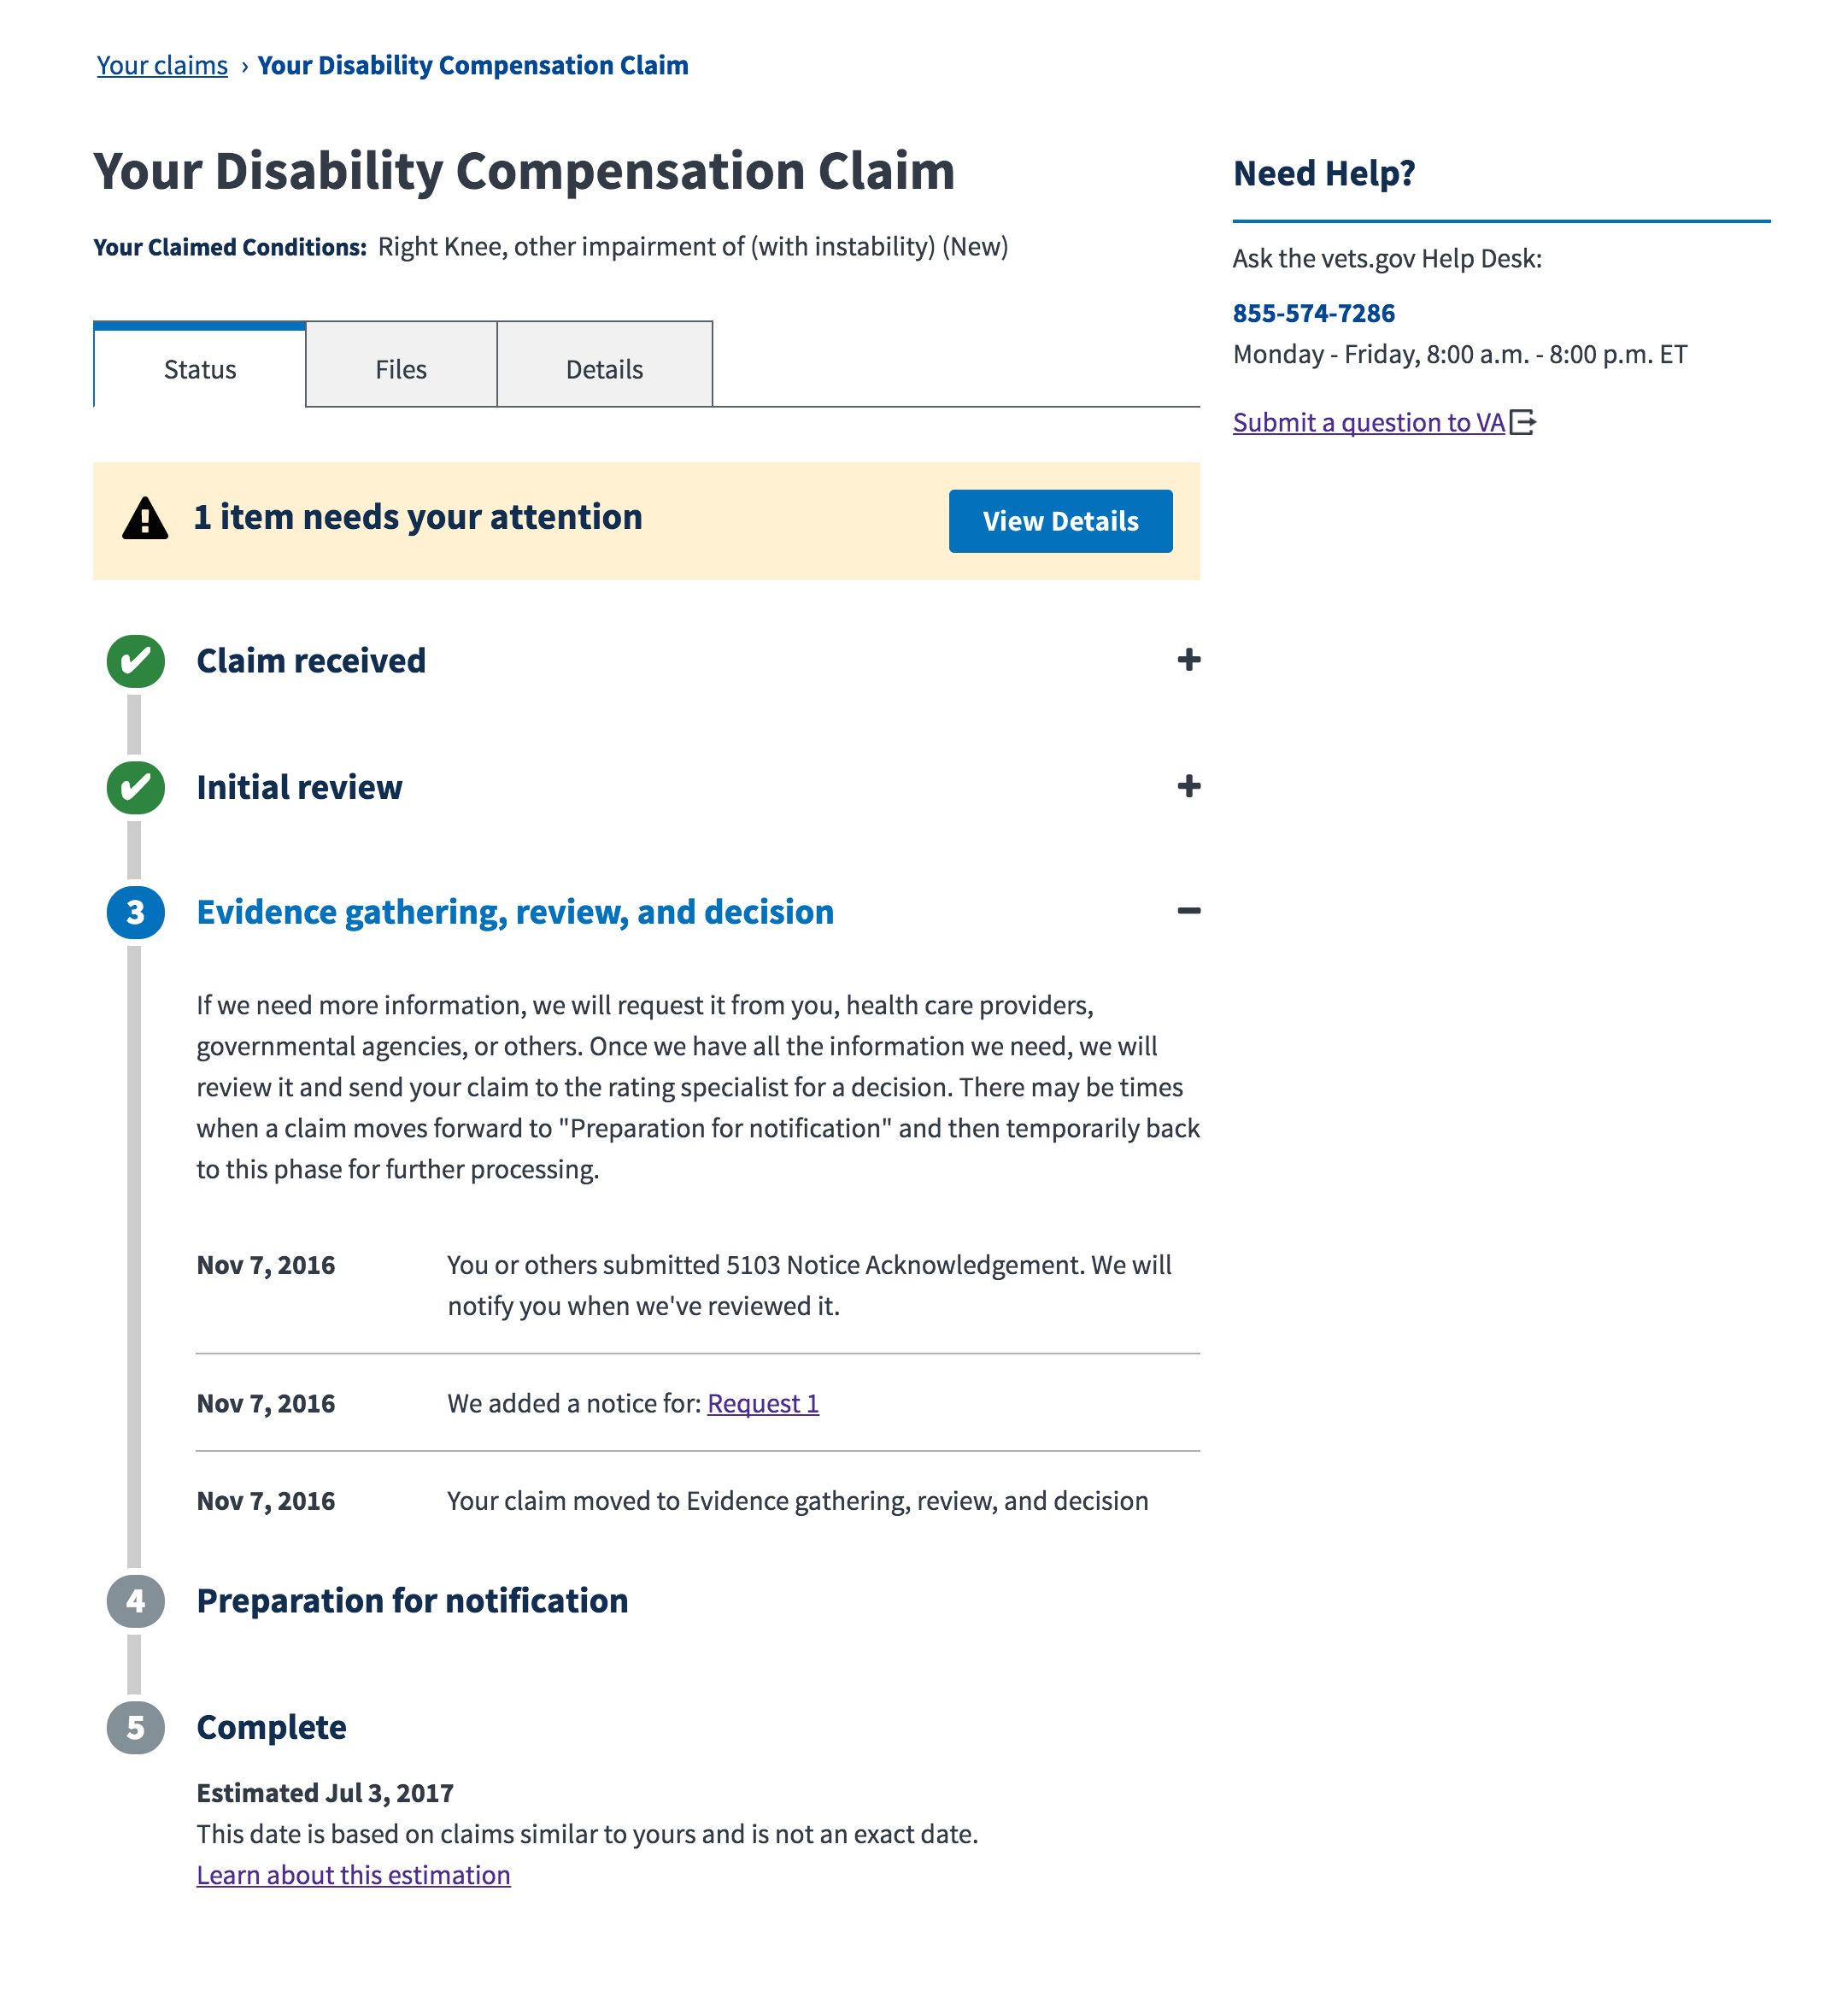 Your claims › Your Disability Compensation Claim
Your Disability Compensation Claim
Your Claimed Conditions: Right Knee, other impairment of (with instability) (New)
Status
Files
Details
1 item needs your attention
View Details
✔ Claim received +
✔ Initial review +
3 Evidence gathering, review, and decision −
If we need more information, we will request it from you, health care providers,
governmental agencies, or others. Once we have all the information we need, we will
review it and send your claim to the rating specialist for a decision. There may be times
when a claim moves forward to "Preparation for notification" and then temporarily back
to this phase for further processing.
Nov 7, 2016 You or others submitted 5103 Notice Acknowledgement. We will
notify you when we've reviewed it.
Nov 7, 2016 We added a notice for: Request 1
Nov 7, 2016 Your claim moved to Evidence gathering, review, and decision
4 Preparation for notification
5 Complete
Estimated Jul 3, 2017
This date is based on claims similar to yours and is not an exact date.
Learn about this estimation
Need Help?
Ask the vets.gov Help Desk:
855-574-7286
Monday - Friday, 8:00 a.m. - 8:00 p.m. ET
Submit a question to VA